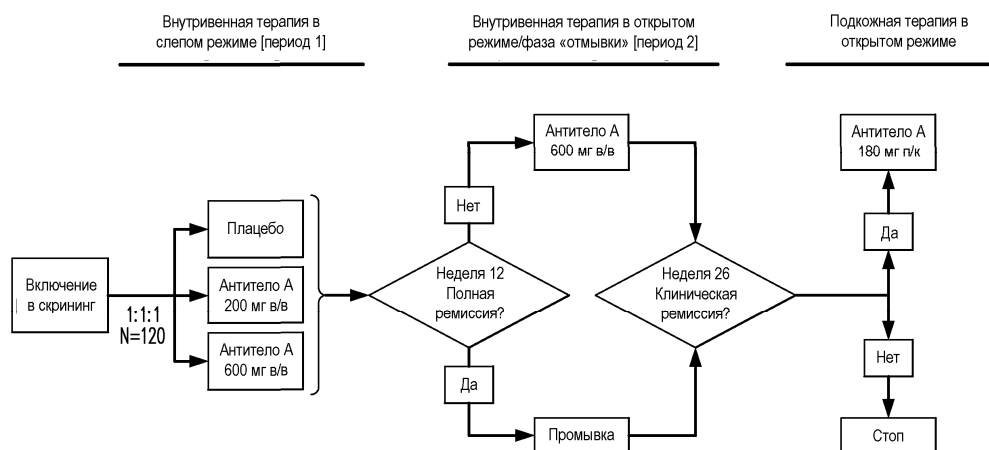 Внутривенная терапия в
слепом режиме [период 1]
Внутривенная терапия в открытом
режиме/фаза «отмывки» [период 2]
Подкожная терапия в
открытом режиме
Включение
в скрининг
1:1:1
N=120
Плацебо
Антитело А
200 мг в/в
Антитело А
600 мг в/в
Неделя 12
Полная
ремиссия?
Нет
Да
Антитело А
600 мг в/в
Промывка
Неделя 26
Клиническая
ремиссия?
Антитело А
180 мг п/к
Да
Нет
Стоп